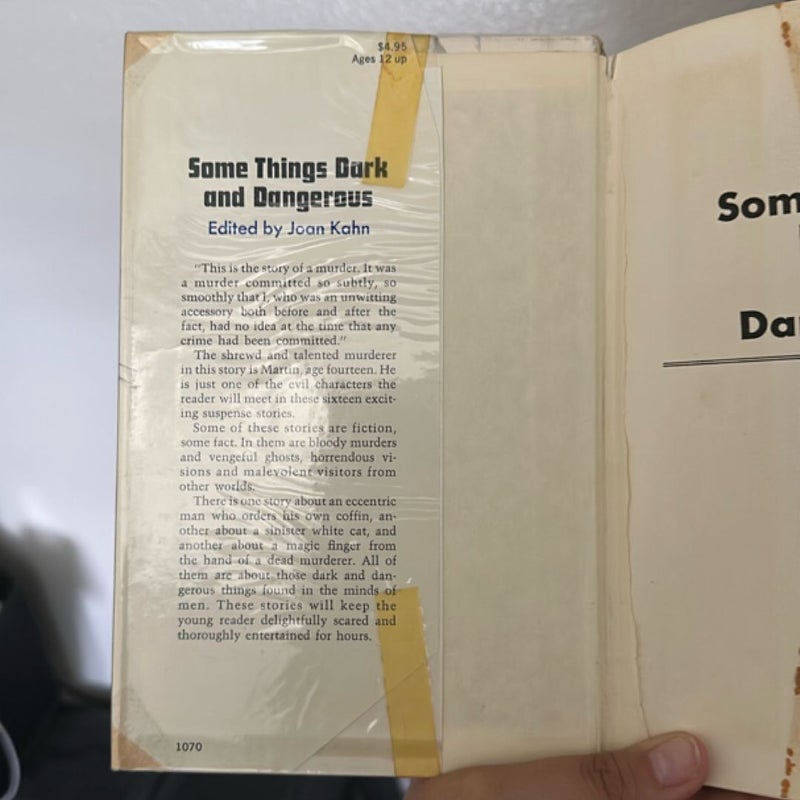 $4.95
Ages 12 up
Some Things Dark
and Dangerous
Edited by Joan Kahn
"This is the story of a murder. It was
a murder committed so subtly, so
smoothly that I, who was an unwitting
accessory both before and after the
fact, had no idea at the time that any
crime had been committed."
The shrewd and talented murderer
in this story is Martin, age fourteen. He
is just one of the evil characters the
reader will meet in these sixteen excit-
ing suspense stories.
Some of these stories are fiction,
some fact. In them are bloody murders
and vengeful ghosts, horrendous vi-
sions and malevolent visitors from
other worlds.
There is one story about an eccentric
man who orders his own coffin, an-
other about a sinister white cat, and
another about a magic finger from
the hand of a dead murderer. All of
them are about those dark and dan-
gerous things found in the minds of
men. These stories will keep the
young reader delightfully scared and
thoroughly entertained for hours.
1070
Som
Da